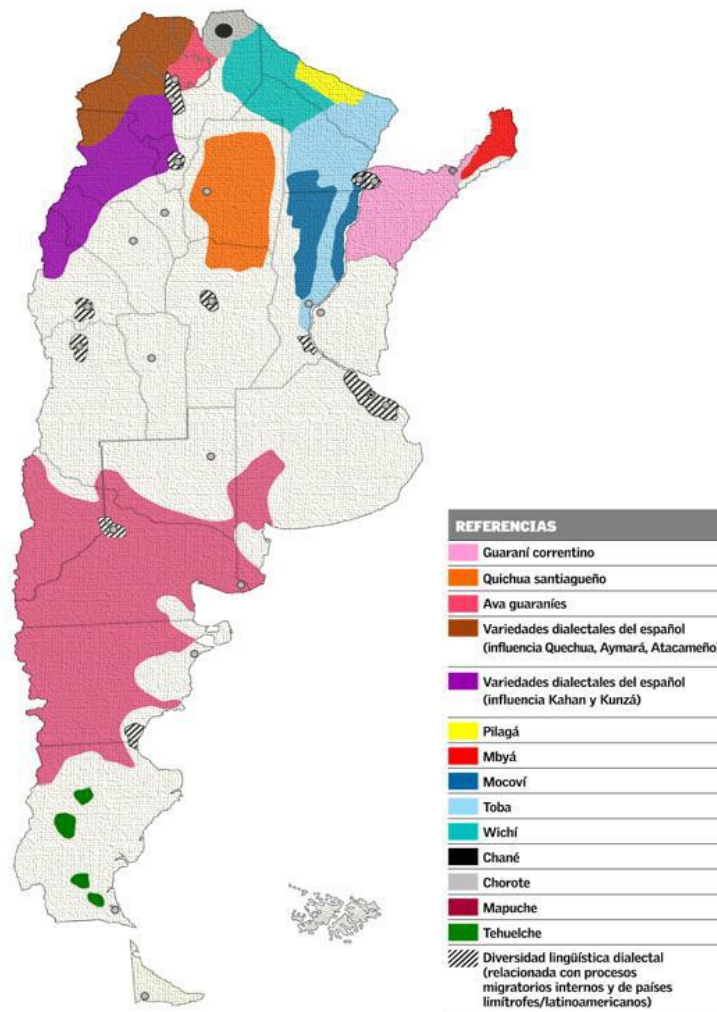 REFERENCIAS
Guaraní correntino
Quichua santiagueño
Ava guaraníes
Variedades dialectales del español
(influencia Quechua, Aymará, Atacameño)
Variedades dialectales del español
(influencia Kahan y Kunzá)
Pilagá
Mbyá
Mocoví
Toba
Wichí
Chané
Chorote
Mapuche
Tehuelche
Diversidad lingüística dialectal
(relacionada con procesos
migratorios internos y de países
limítrofes/latinoamericanos)